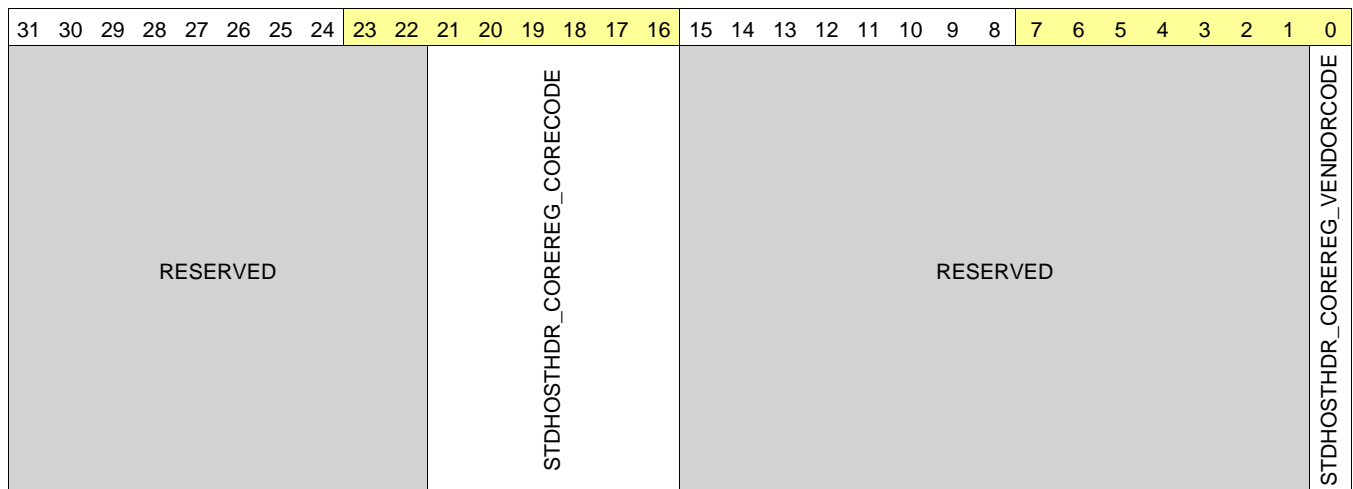 31 30 29 28 27 26 25 24 23 22 21 20 19 18 17 16 15 14 13 12 11 10 9 8 7 6 5 4 3 2 1 0
RESERVED
STDHOSTHDR_COREREG_CORECODE
RESERVED
STDHOSTHDR_COREREG_VENDORCODE